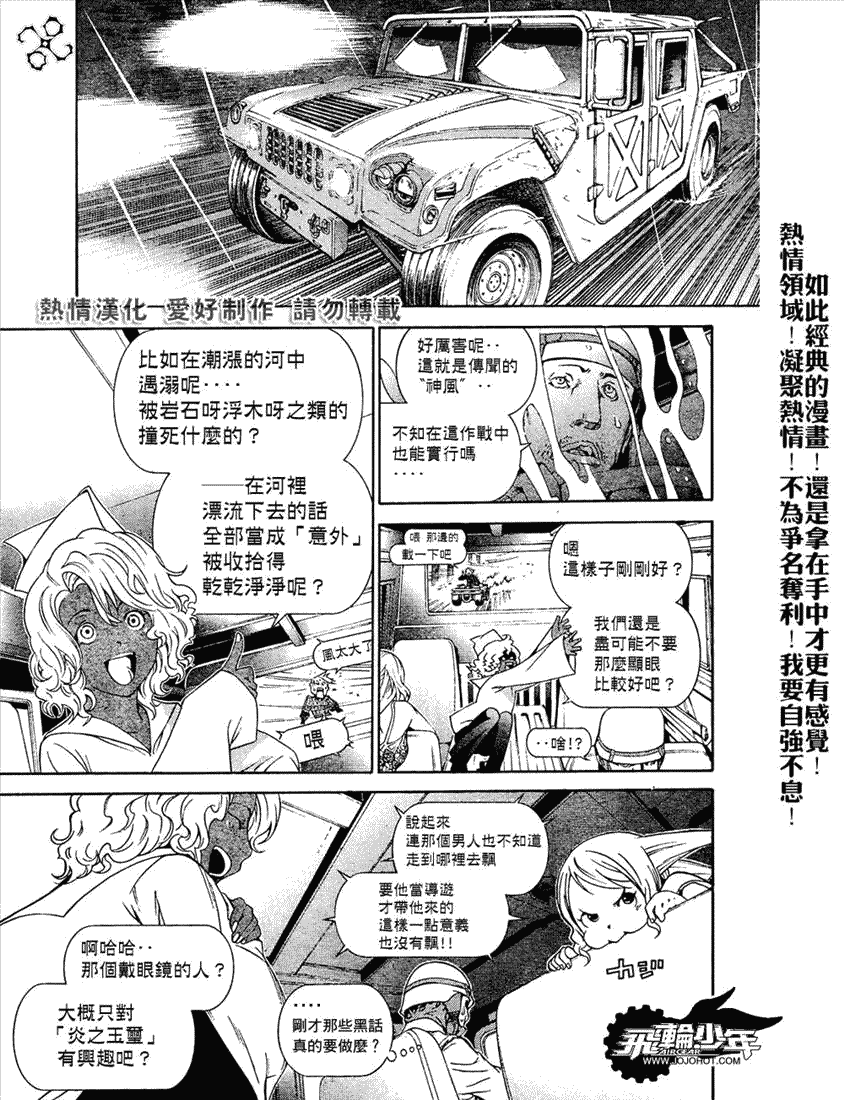 熱情漢化—愛好制作—請勿轉載
好厲害呢‥
這就是傳聞的
“神風”‥
不知在這作戰中
也能實行嗎
‥‥
比如在潮漲的河中
遇溺呢‥‥
被岩石呀浮木呀之類的
撞死什麼的？
——在河裡
漂流下去的話
全部當成「意外」
被收拾得
乾乾淨淨呢？
喂 那邊的
載一下吧
嗯
這樣子剛剛好？
我們還是
盡可能不要
那麼顯眼
比較好吧？
‥啥!?
風太大了
喂
說起來
連那個男人也不知道
走到哪裡去飄
要他當導遊
才帶他來的
這樣一點意義
也沒有飄!!
啊哈哈‥
那個戴眼鏡的人？
大概只對
「炎之玉璽」
有興趣吧？
‥‥
剛才那些黑話
真的要做麼？
カジ゛
飛輪少年
AIRGEAR
WWW.JOJOHOT.COM
如此經典的漫畫！還是拿在手中才更有感覺！
熱情領域！凝聚熱情！不為爭名奪利！我要自強不息！